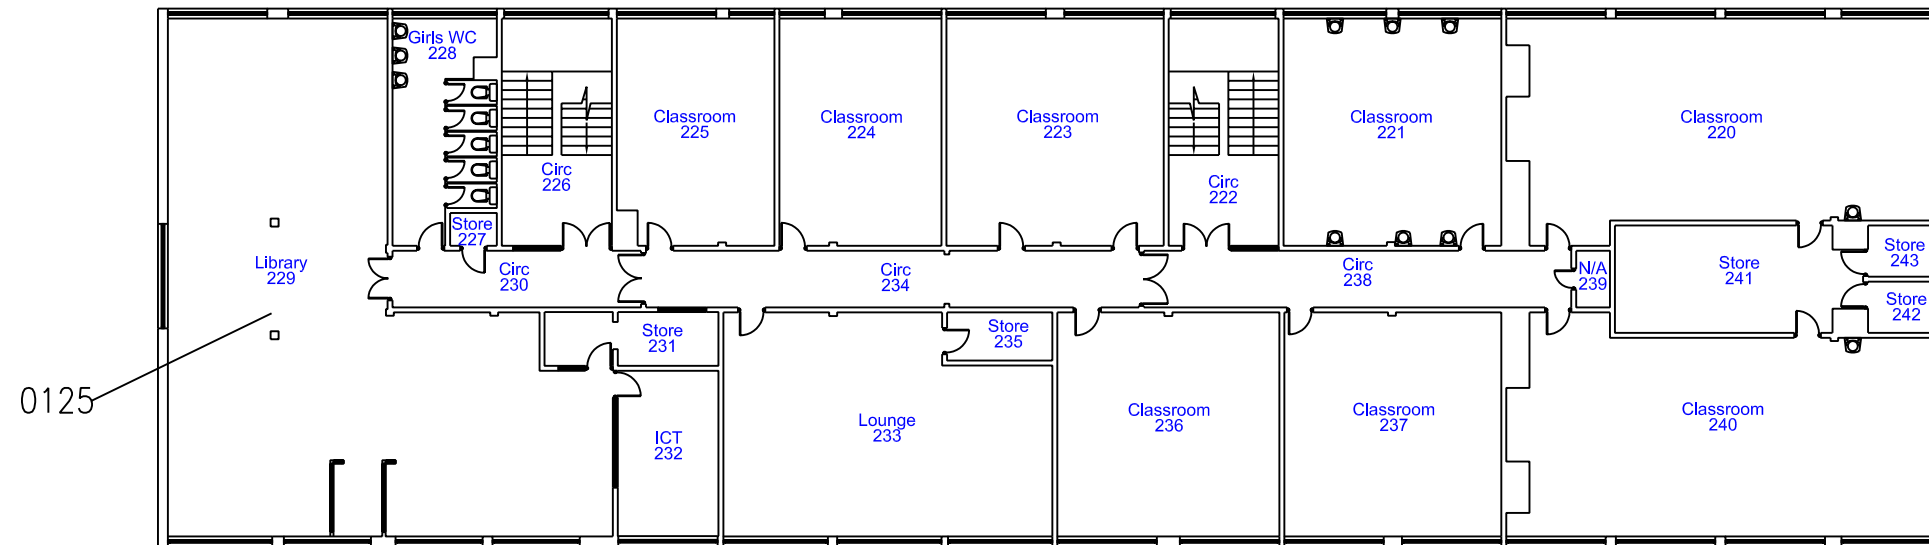 Girls WC
228
Classroom
225
Classroom
224
Classroom
223
Classroom
221
Classroom
220
Circ
226
Circ
222
Store
227
Library
229
Circ
230
Circ
234
Circ
238
N/A
239
Store
241
Store
243
Store
242
Store
231
Store
235
0125
ICT
232
Lounge
233
Classroom
236
Classroom
237
Classroom
240